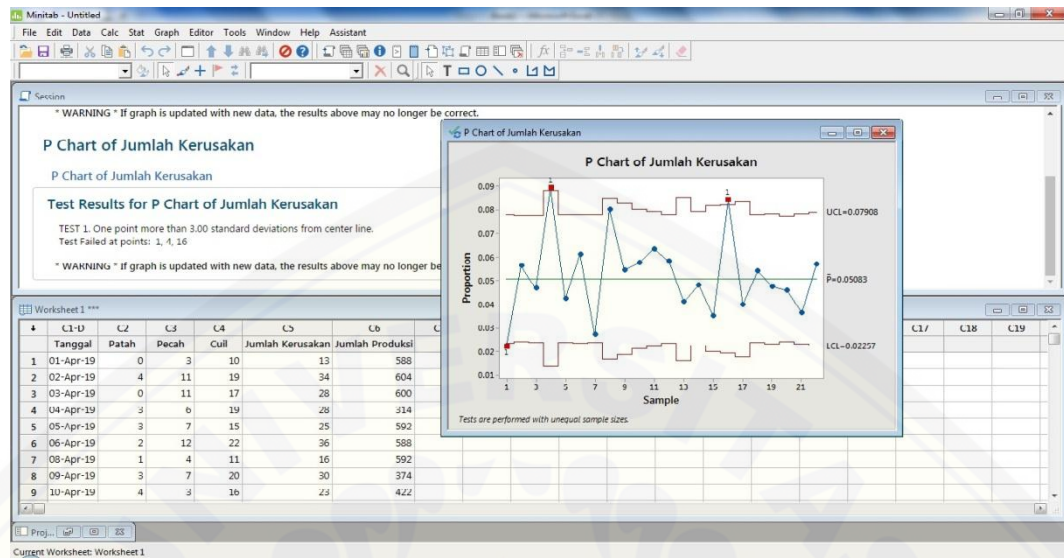 Minitab - Untitled
File Edit Data Calc Stat Graph Editor Tools Window Help Assistant
Session
* WARNING * If graph is updated with new data, the results above may no longer be correct.
P Chart of Jumlah Kerusakan
P Chart of Jumlah Kerusakan
Test Results for P Chart of Jumlah Kerusakan
TEST 1. One point more than 3.00 standard deviations from center line.
Test Failed at points: 1, 4, 16
* WARNING * If graph is updated with new data, the results above may no longer be
P Chart of Jumlah Kerusakan
P Chart of Jumlah Kerusakan
0.09
0.08
0.07
0.06
0.05
0.04
0.03
0.02
0.01
Proportion
1
1
1
UCL=0.07908
P̄=0.05083
LCL=0.02257
1 3 5 7 9 11 13 15 17 19 21
Sample
Tests are performed with unequal sample sizes.
Worksheet 1 ***
C1-D C2 C3 C4 C5 C6 C17 C18 C19
Tanggal Patah Pecah Cuil Jumlah Kerusakan Jumlah Produksi
1 01-Apr-19 0 3 10 13 588
2 02-Apr-19 4 11 19 34 604
3 03-Apr-19 0 11 17 28 600
4 04-Apr-19 3 6 19 28 314
5 05-Apr-19 3 7 15 25 592
6 06-Apr-19 2 12 22 36 588
7 08-Apr-19 1 4 11 16 592
8 09-Apr-19 3 7 20 30 374
9 10-Apr-19 4 3 16 23 422
Proj...
Current Worksheet: Worksheet 1
UNIVERSITA